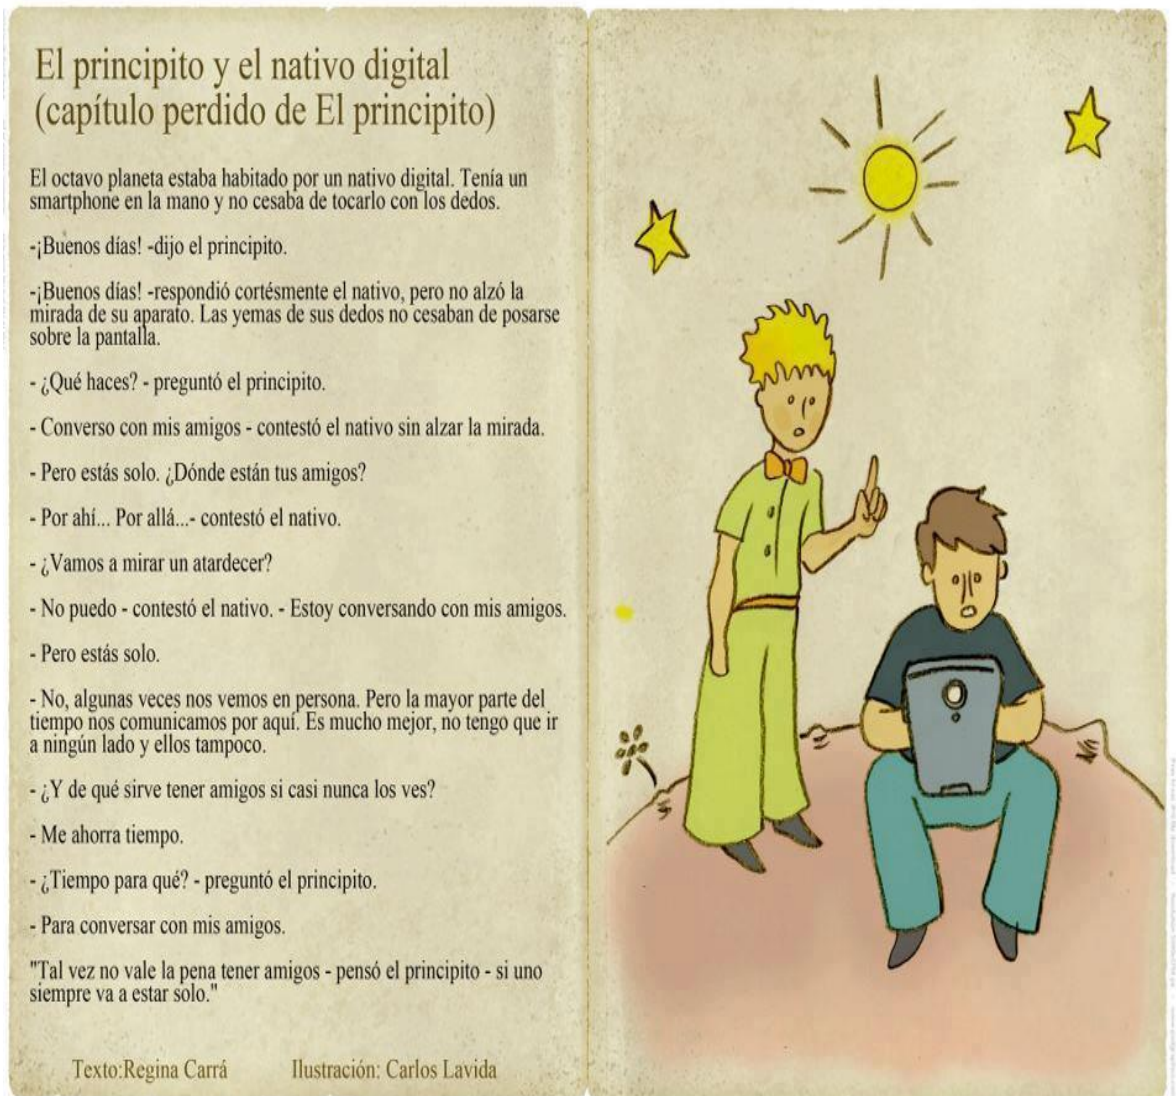 El principito y el nativo digital
(capítulo perdido de El principito)
El octavo planeta estaba habitado por un nativo digital. Tenía un
smartphone en la mano y no cesaba de tocarlo con los dedos.
-¡Buenos días! -dijo el principito.
-¡Buenos días! -respondió cortésmente el nativo, pero no alzó la
mirada de su aparato. Las yemas de sus dedos no cesaban de posarse
sobre la pantalla.
- ¿Qué haces? - preguntó el principito.
- Converso con mis amigos - contestó el nativo sin alzar la mirada.
- Pero estás solo. ¿Dónde están tus amigos?
- Por ahí... Por allá...- contestó el nativo.
- ¿Vamos a mirar un atardecer?
- No puedo - contestó el nativo. - Estoy conversando con mis amigos.
- Pero estás solo.
- No, algunas veces nos vemos en persona. Pero la mayor parte del
tiempo nos comunicamos por aquí. Es mucho mejor, no tengo que ir
a ningún lado y ellos tampoco.
- ¿Y de qué sirve tener amigos si casi nunca los ves?
- Me ahorra tiempo.
- ¿Tiempo para qué? - preguntó el principito.
- Para conversar con mis amigos.
"Tal vez no vale la pena tener amigos - pensó el principito - si uno
siempre va a estar solo."
Texto:Regina Carrá Ilustración: Carlos Lavida